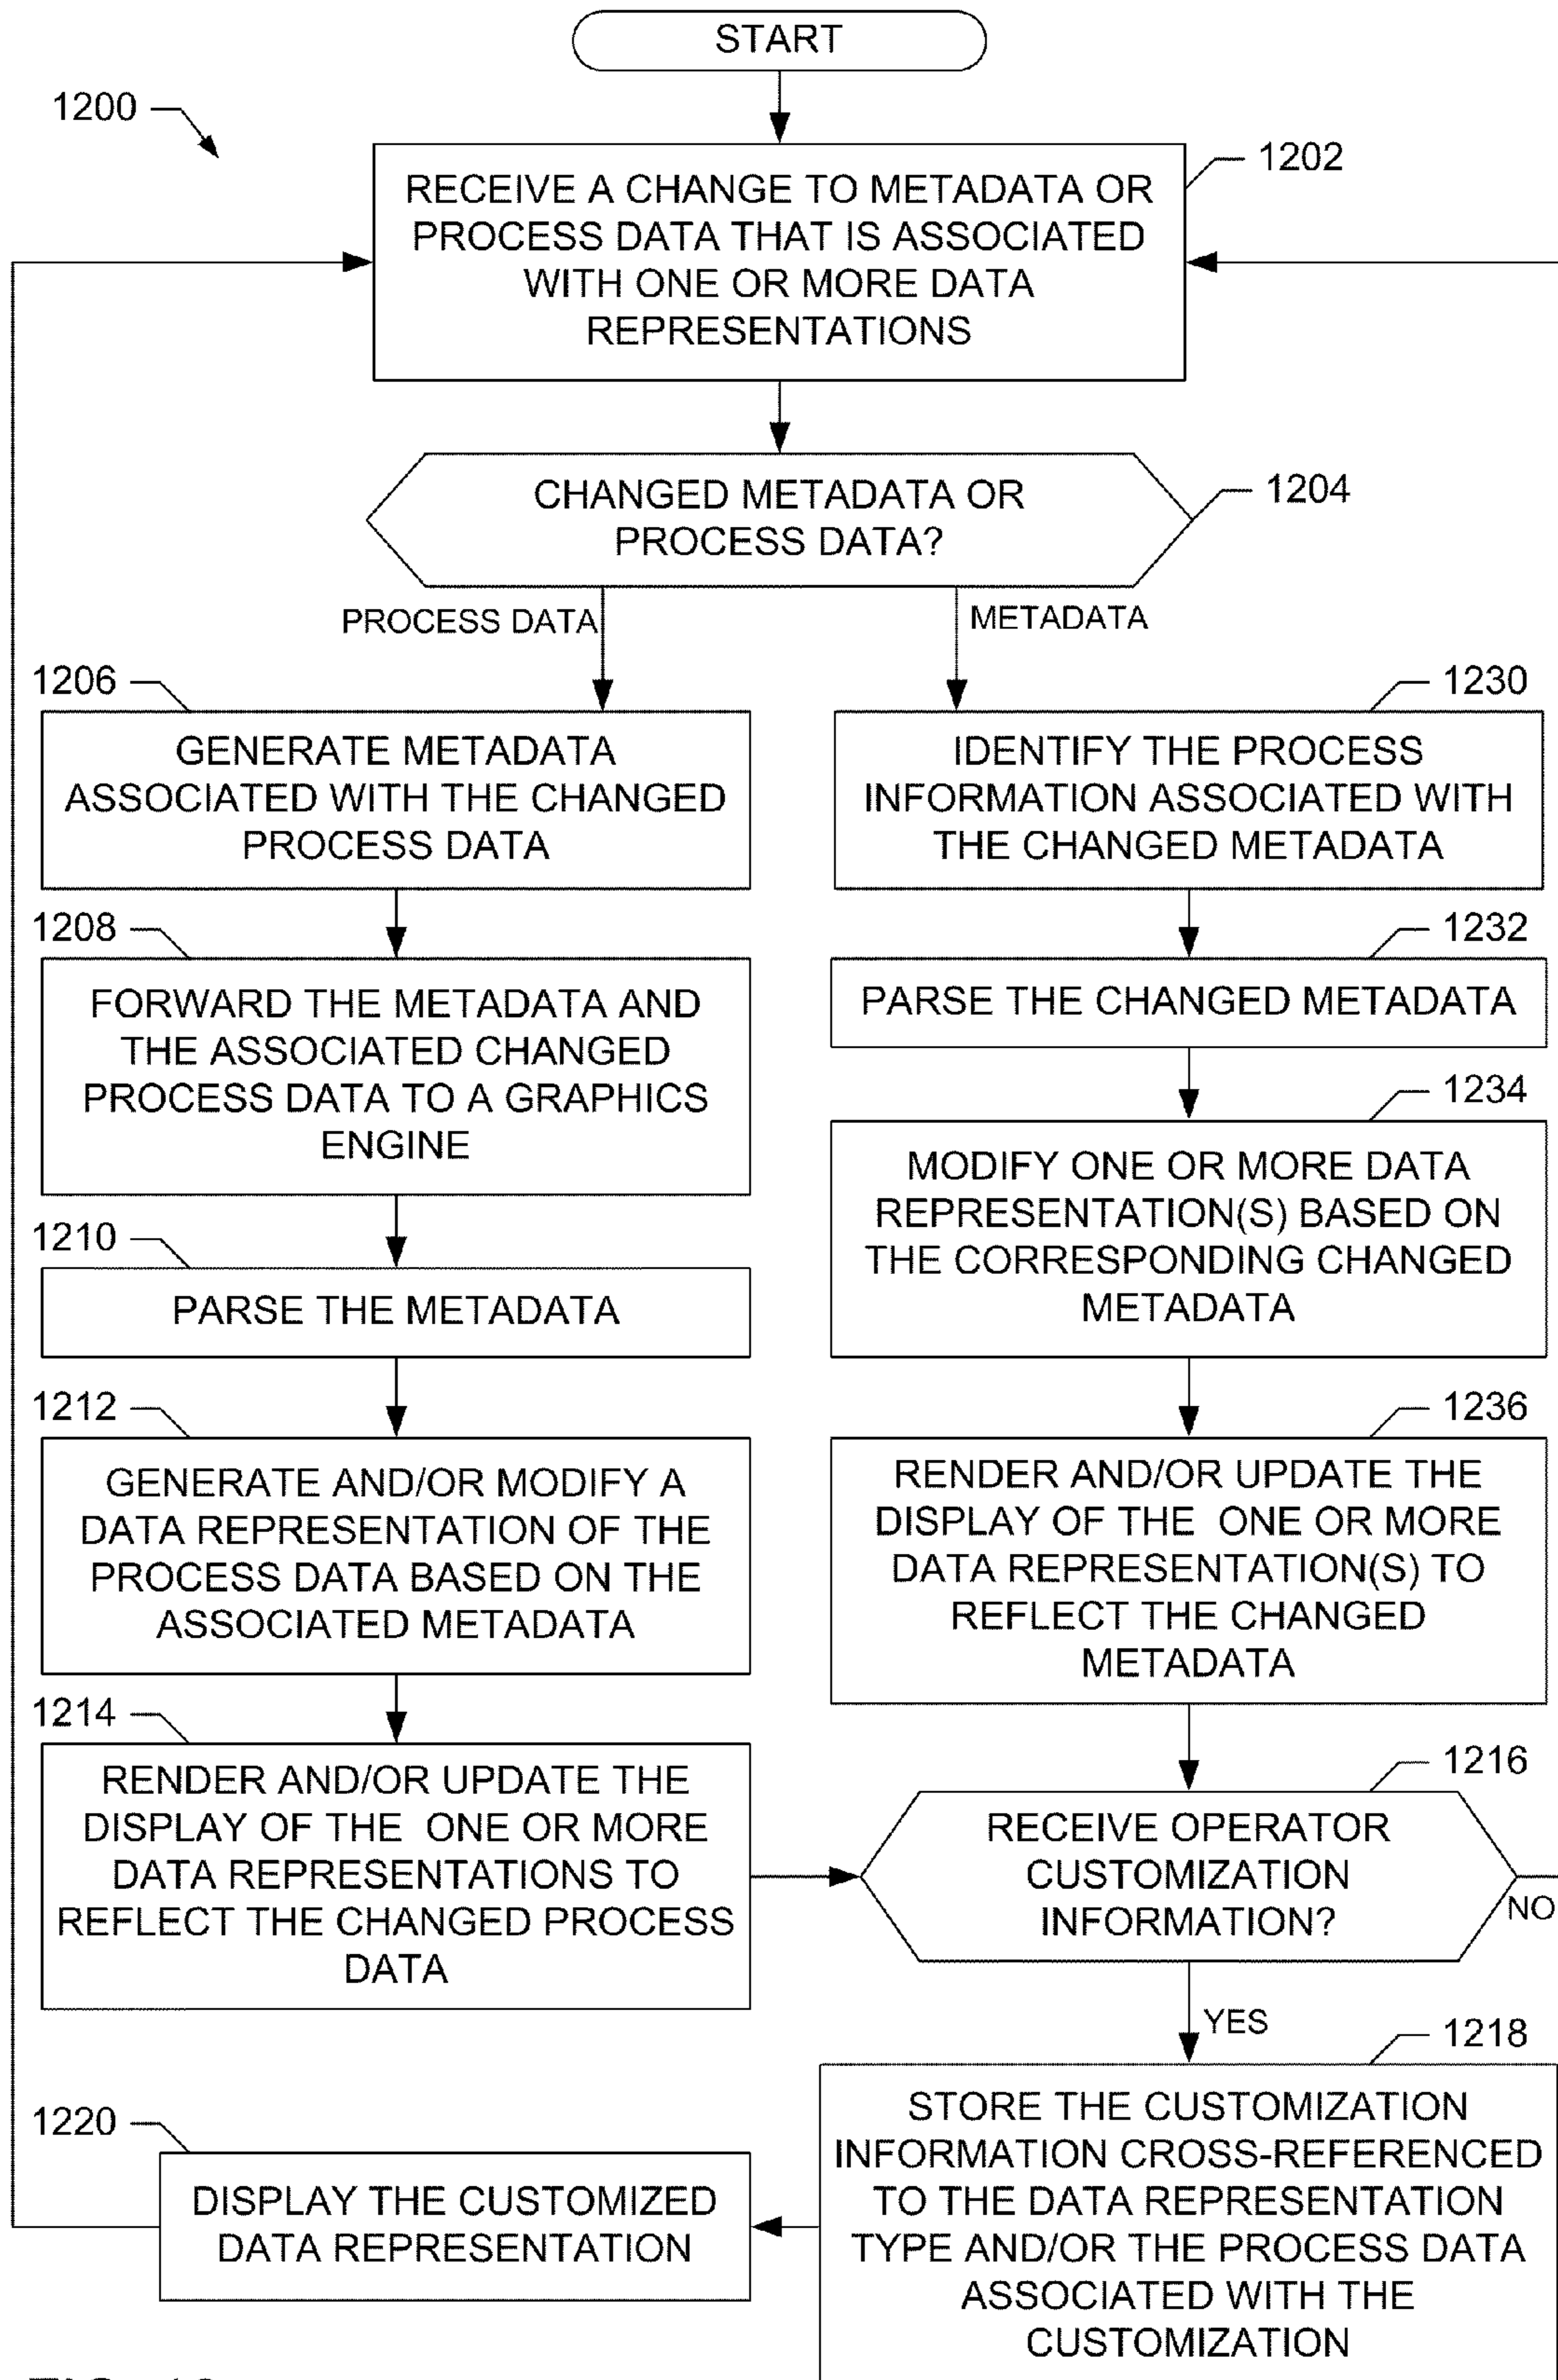 START
1200
1202
RECEIVE A CHANGE TO METADATA OR
PROCESS DATA THAT IS ASSOCIATED
WITH ONE OR MORE DATA
REPRESENTATIONS
CHANGED METADATA OR
PROCESS DATA?
1204
PROCESS DATA
METADATA
1206
GENERATE METADATA
ASSOCIATED WITH THE CHANGED
PROCESS DATA
1208
FORWARD THE METADATA AND
THE ASSOCIATED CHANGED
PROCESS DATA TO A GRAPHICS
ENGINE
1210
PARSE THE METADATA
1212
GENERATE AND/OR MODIFY A
DATA REPRESENTATION OF THE
PROCESS DATA BASED ON THE
ASSOCIATED METADATA
1214
RENDER AND/OR UPDATE THE
DISPLAY OF THE ONE OR MORE
DATA REPRESENTATIONS TO
REFLECT THE CHANGED PROCESS
DATA
1230
IDENTIFY THE PROCESS
INFORMATION ASSOCIATED WITH
THE CHANGED METADATA
1232
PARSE THE CHANGED METADATA
1234
MODIFY ONE OR MORE DATA
REPRESENTATION(S) BASED ON
THE CORRESPONDING CHANGED
METADATA
1236
RENDER AND/OR UPDATE THE
DISPLAY OF THE ONE OR MORE
DATA REPRESENTATION(S) TO
REFLECT THE CHANGED
METADATA
1216
RECEIVE OPERATOR
CUSTOMIZATION
INFORMATION?
NO
YES
1218
STORE THE CUSTOMIZATION
INFORMATION CROSS-REFERENCED
TO THE DATA REPRESENTATION
TYPE AND/OR THE PROCESS DATA
ASSOCIATED WITH THE
CUSTOMIZATION
1220
DISPLAY THE CUSTOMIZED
DATA REPRESENTATION